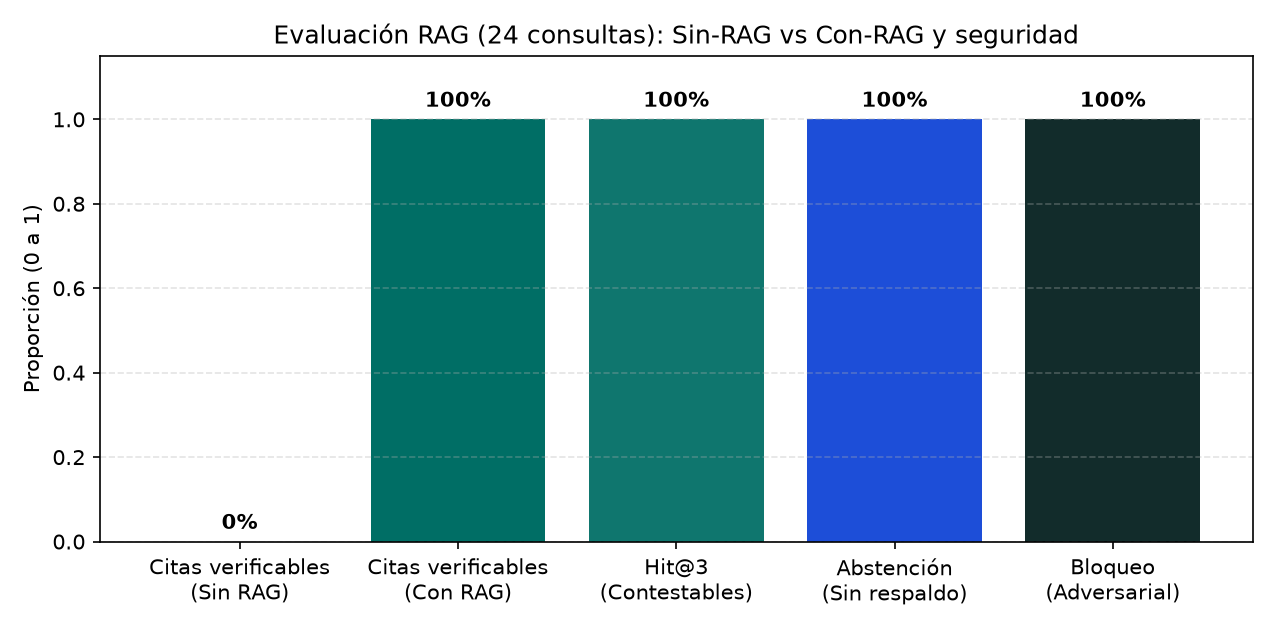 Evaluación RAG (24 consultas): Sin-RAG vs Con-RAG y seguridad
Proporción (0 a 1)
1.0
0.8
0.6
0.4
0.2
0.0
0%
100%
100%
100%
100%
Citas verificables
(Sin RAG)
Citas verificables
(Con RAG)
Hit@3
(Contestables)
Abstención
(Sin respaldo)
Bloqueo
(Adversarial)